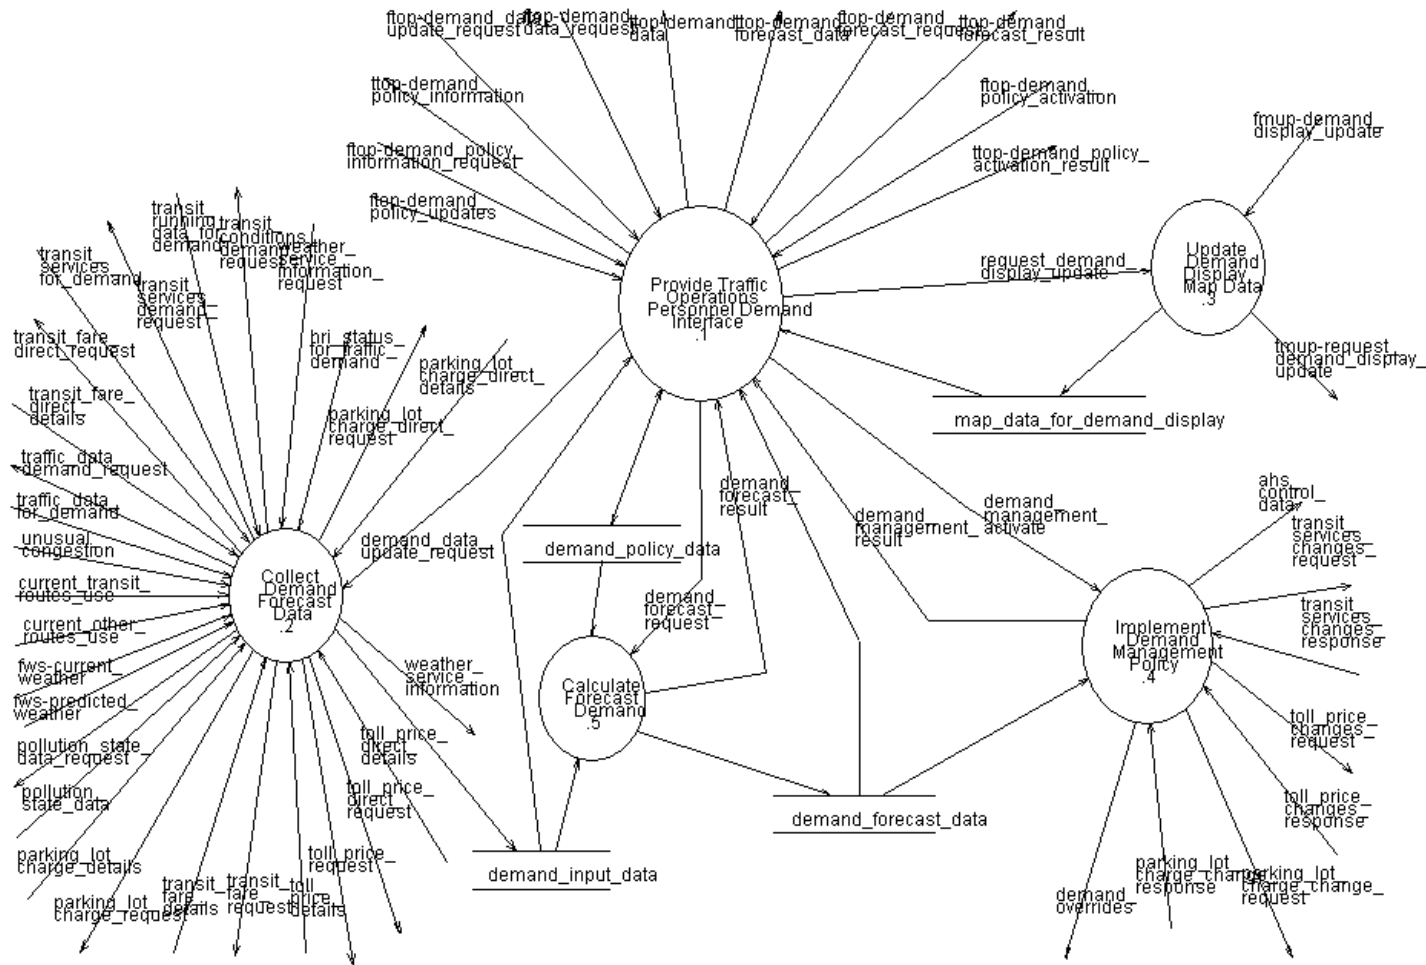 ftop-demand_data_
update_request
ftop-demand_
data_request
ttop-demand_
data
ttop-demand_
forecast_data
ftop-demand_
forecast_request
ttop-demand_
forecast_result
ttop-demand_
policy_information
ftop-demand_
policy_activation
ftop-demand_policy_
information_request
ttop-demand_policy_
activation_result
ftop-demand_
policy_updates
fmup-demand_
display_update
transit_
running_
data_for_
demand
transit_
conditions_
demand_
request
weather_
service_
information_
request
transit_
services_
for_demand
transit_
services_
demand_
request
request_demand_
display_update
Update
Demand
Display
Map Data
.3
Provide Traffic
Operations
Personnel Demand
Interface
.1
transit_fare_
direct_request
hri_status_
for_traffic_
demand
parking_lot_
charge_direct_
details
tmup-request_
demand_display_
update
transit_fare_
direct_
details
parking_lot_
charge_direct_
request
map_data_for_demand_display
traffic_data_
demand_request
traffic_data_
for_demand
unusual_
congestion
demand_
forecast_
result
demand_
management_
result
demand_
management_
activate
ahs_
control_
data
transit_
services_
changes_
request
demand_data_
update_request
demand_policy_data
current_transit_
routes_use
Collect
Demand
Forecast
Data
.2
demand_
forecast_
request
transit_
services_
changes_
response
current_other_
routes_use
Implement
Demand
Management
Policy
.4
fws-current_
weather
weather_
service_
information
fws-predicted_
weather
Calculate
Forecast
Demand
.5
toll_price_
changes_
request
pollution_state_
data_request
toll_price_
direct_
details
pollution_
state_data
toll_price_
direct_
request
toll_price_
changes_
response
demand_forecast_data
parking_lot_
charge_details
toll_price_
request
demand_input_data
parking_lot_
charge_request
transit_
fare_
details
transit_
fare_
request
toll_
price_
details
demand_
overrides
parking_lot_
charge_change_
response
parking_lot_
charge_change_
request